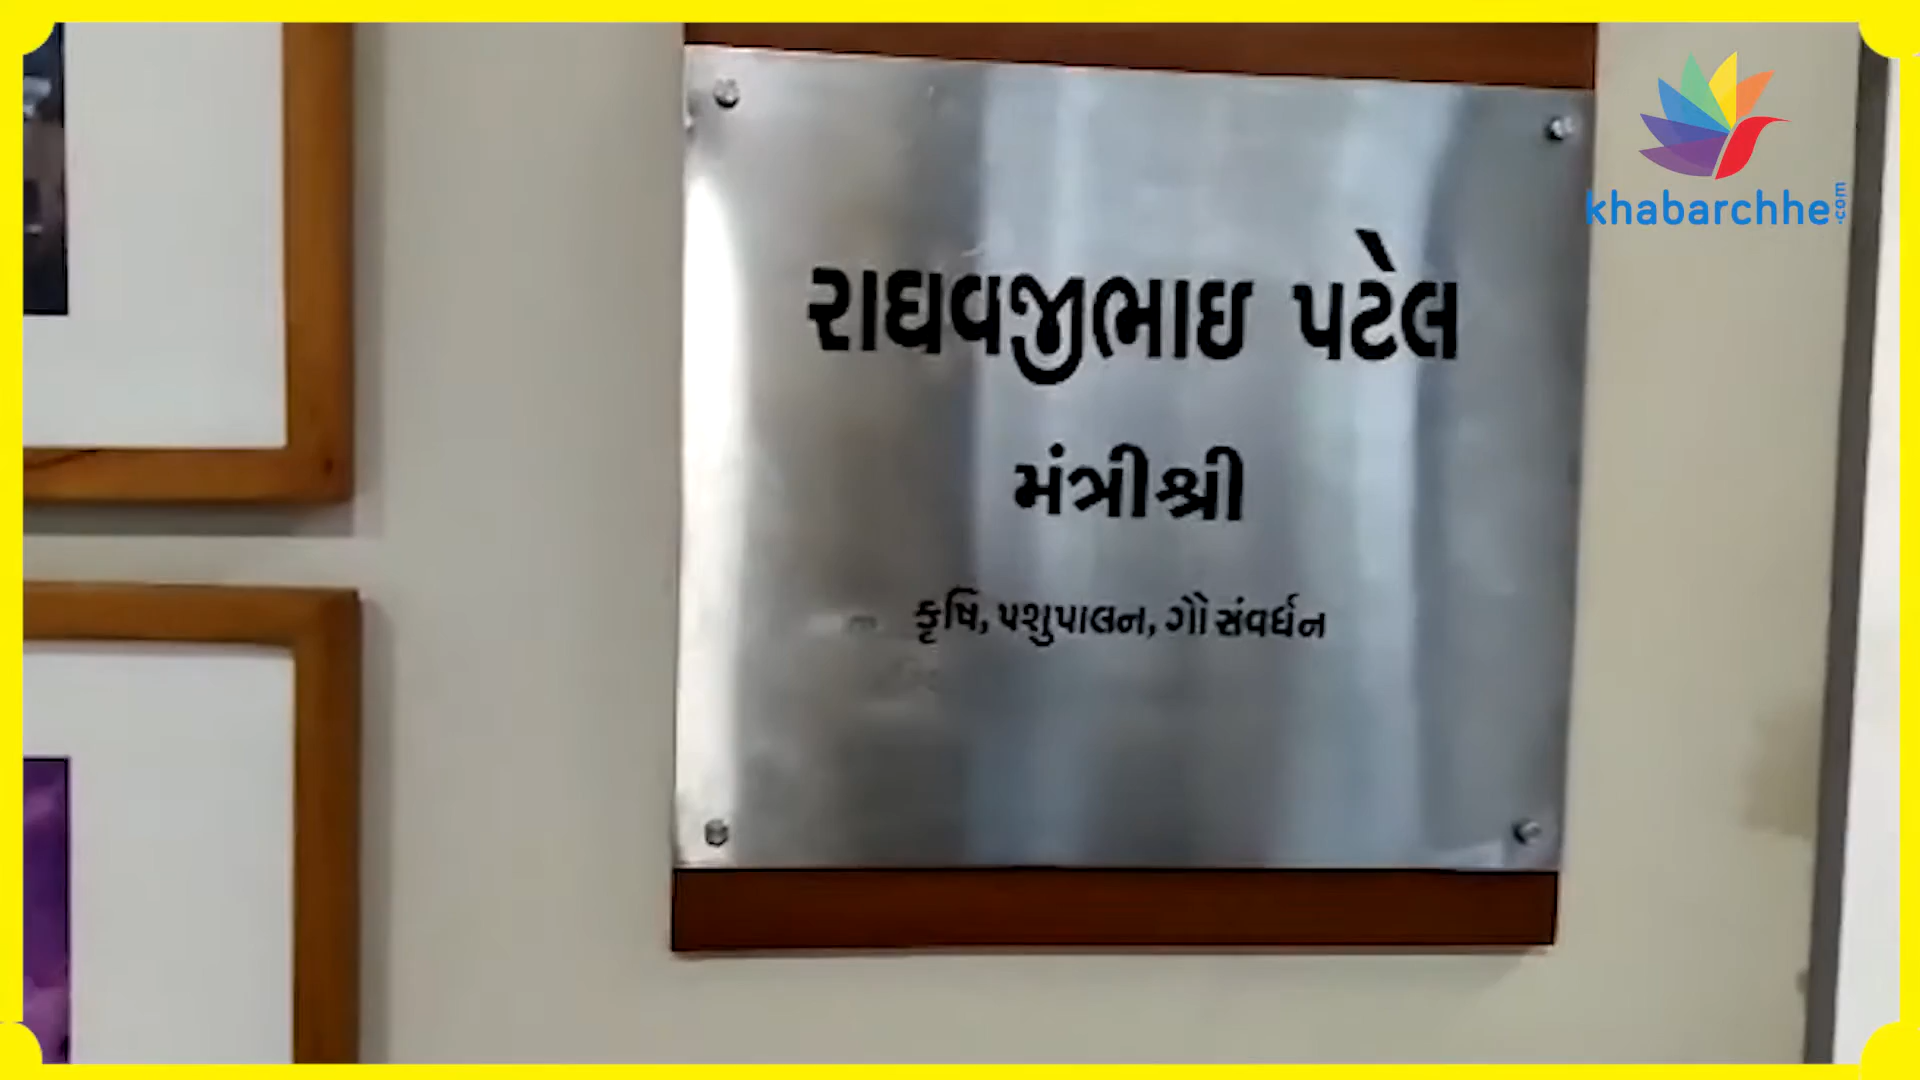 khabarchhe.com
રાઘવજીભાઇ પટેલ
મંત્રીશ્રી
કૃષિ, પશુપાલન, ગૌ સંવર્ધન